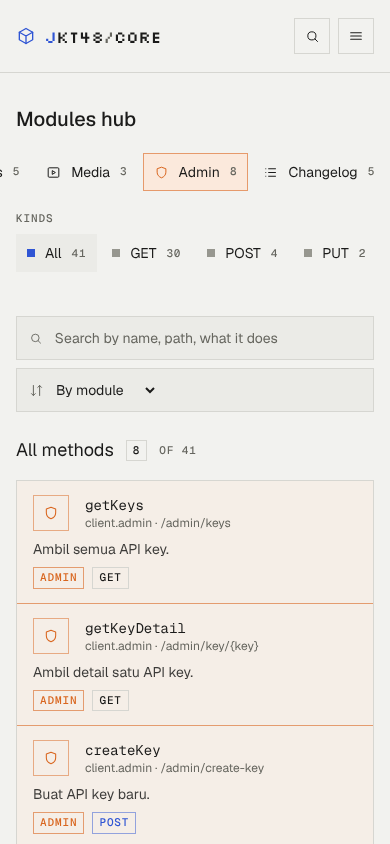 JKT48/CORE
Modules hub
s 5 Media 3 Admin 8 Changelog 5
KINDS
All 41 GET 30 POST 4 PUT 2
Search by name, path, what it does
By module
All methods 8 OF 41
getKeys
client.admin · /admin/keys
Ambil semua API key.
ADMIN GET
getKeyDetail
client.admin · /admin/key/{key}
Ambil detail satu API key.
ADMIN GET
createKey
client.admin · /admin/create-key
Buat API key baru.
ADMIN POST